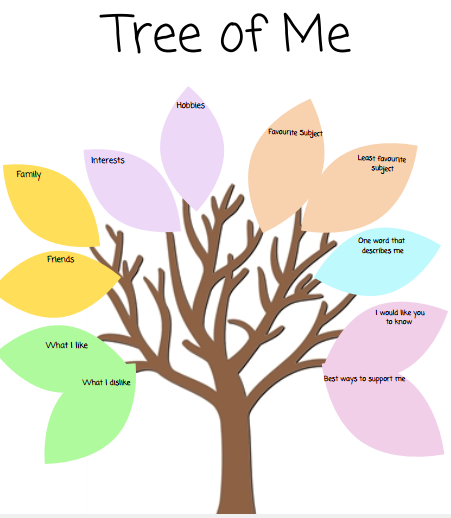 Tree of Me
Hobbies
Favourite Subject
Least favourite
subject
Interests
Family
One word that
describes me
Friends
I would like you
to know
What I like
Best ways to support me
What I dislike